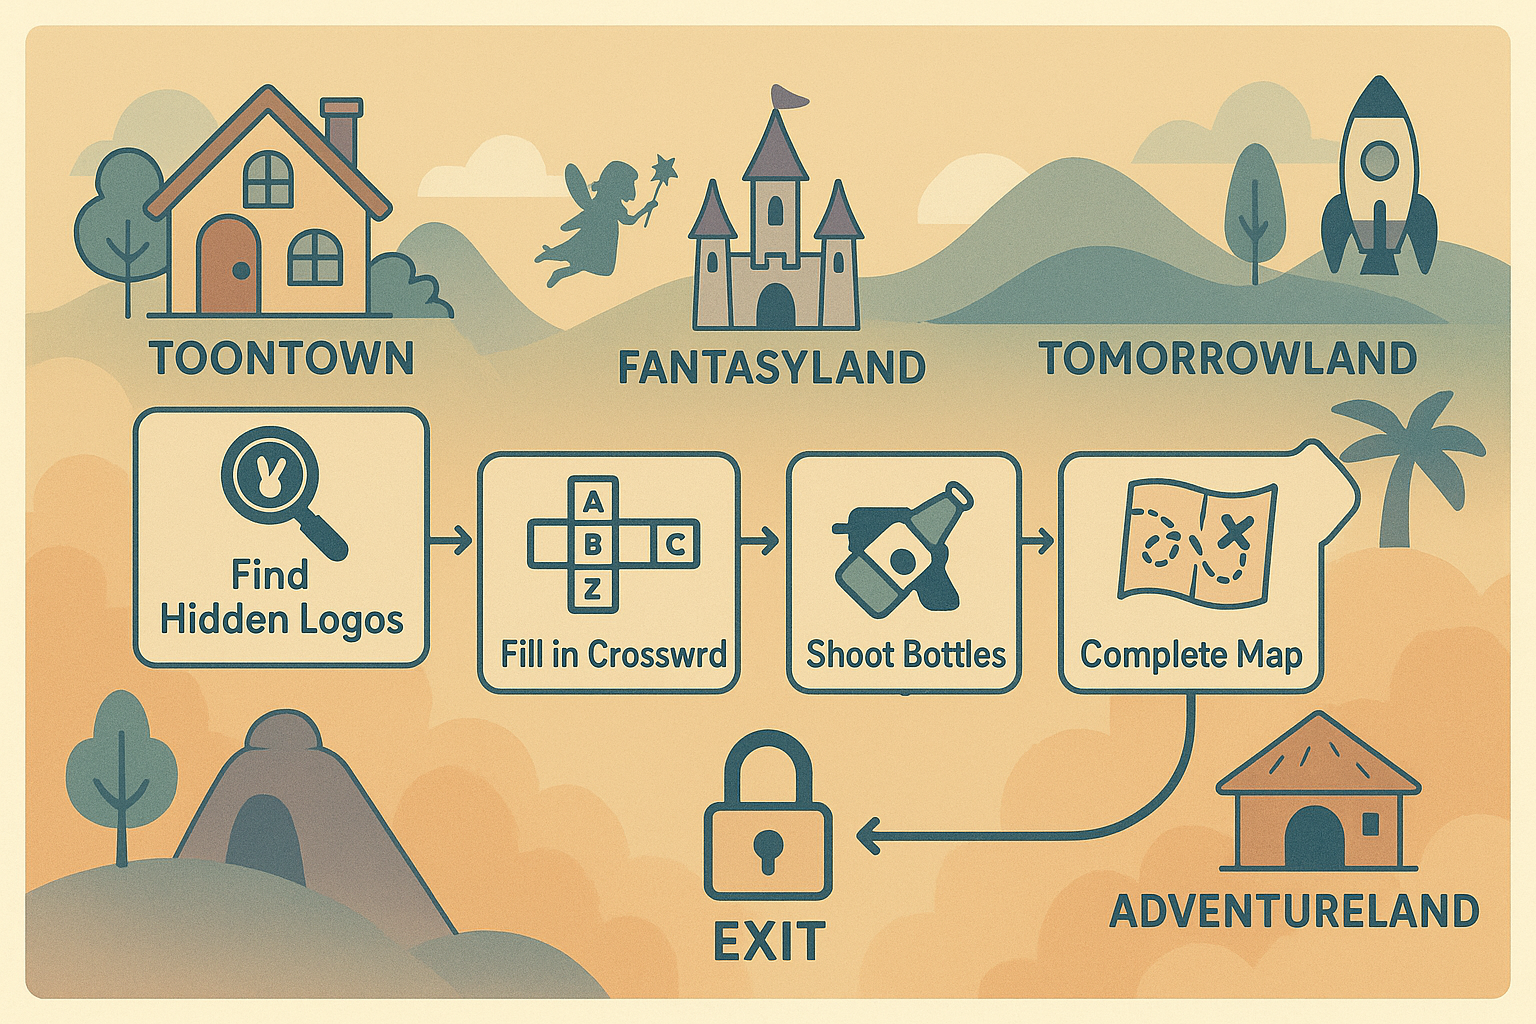 TOONTOWN
FANTASYLAND
TOMORROWLAND
Find
Hidden Logos
A
B
C
Z
Fill in Crosswrd
Shoot Bottles
Complete Map
EXIT
ADVENTURELAND